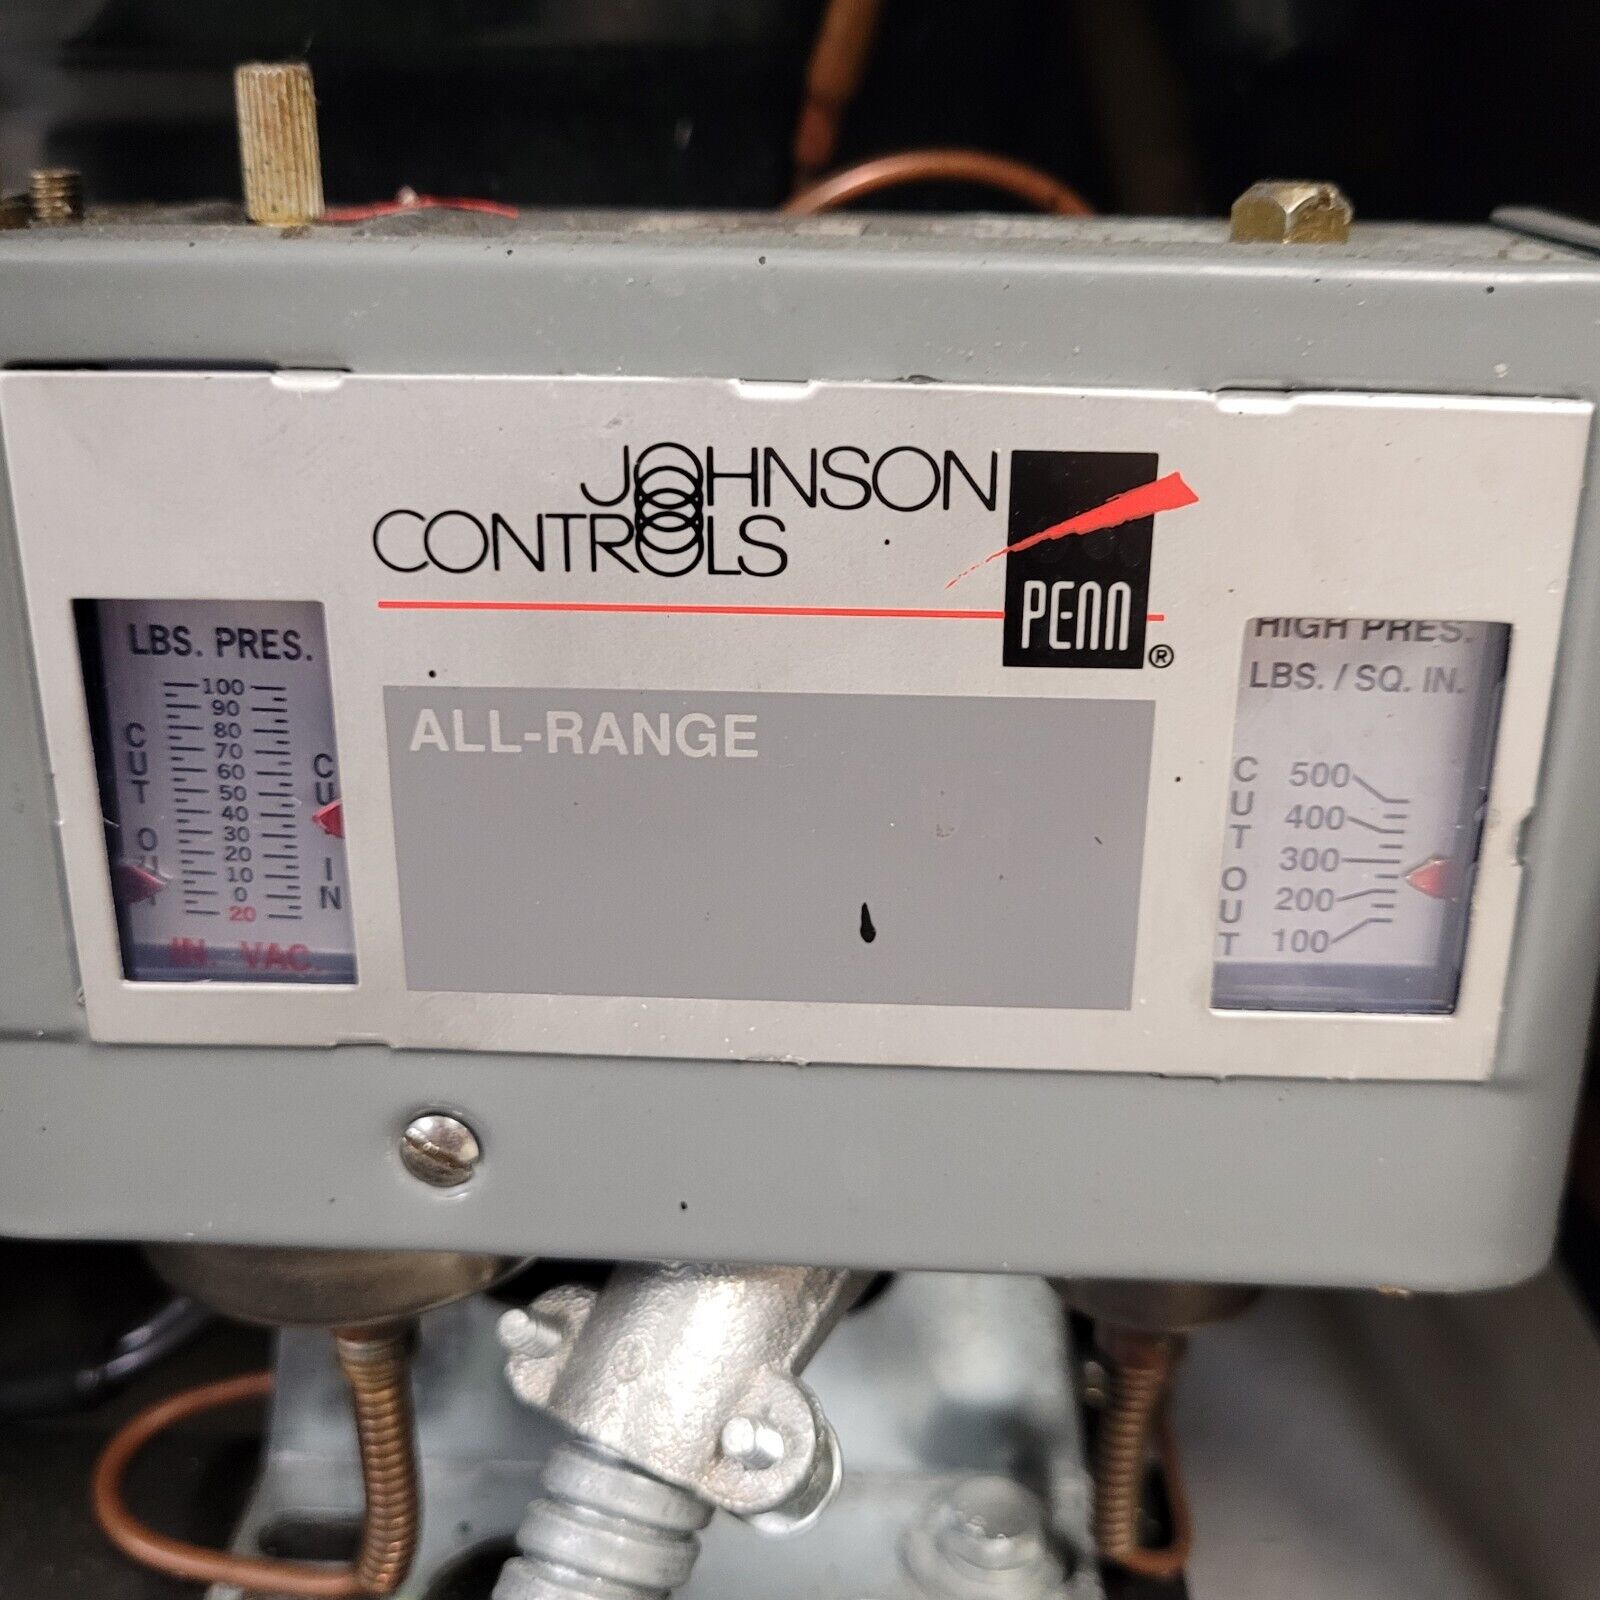 JOHNSON
CONTROLS
PENN®
ALL-RANGE
LBS. PRES.
100
90
80
70
60
50
40
30
20
10
0
20
IN. VAC.
CUT OUT
CUT IN
HIGH PRES.
LBS. / SQ. IN.
CUT OUT
500
400
300
200
100